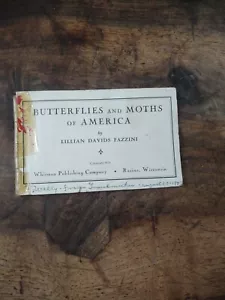 BUTTERFLIES AND MOTHS
OF AMERICA
by
LILLIAN DAVIDS FAZZINI
Whitman Publishing Company • Racine, Wisconsin